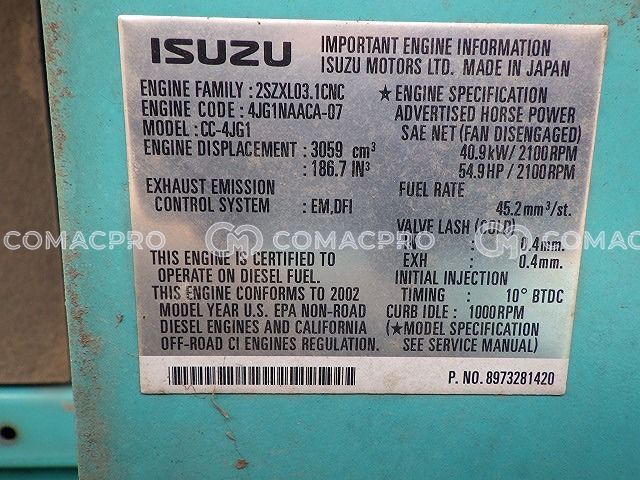 ISUZU
IMPORTANT ENGINE INFORMATION
ISUZU MOTORS LTD. MADE IN JAPAN
ENGINE FAMILY : 2SZXL03.1CNC
ENGINE CODE : 4JG1NAACA-07
MODEL : CC-4JG1
ENGINE DISPLACEMENT : 3059 cm³
: 186.7 IN³
EXHAUST EMISSION
CONTROL SYSTEM : EM,DFI
THIS ENGINE IS CERTIFIED TO
OPERATE ON DIESEL FUEL.
THIS ENGINE CONFORMS TO 2002
MODEL YEAR U.S. EPA NON-ROAD
DIESEL ENGINES AND CALIFORNIA
OFF-ROAD CI ENGINES REGULATION.
★ENGINE SPECIFICATION
ADVERTISED HORSE POWER
SAE NET (FAN DISENGAGED)
40.9kW/2100RPM
54.9HP/2100RPM
FUEL RATE
45.2mm³/st.
VALVE LASH (COLD)
IN : 0.4mm.
EXH : 0.4mm.
INITIAL INJECTION
TIMING : 10° BTDC
CURB IDLE : 1000RPM
(★MODEL SPECIFICATION
SEE SERVICE MANUAL)
P. NO. 8973281420
COMACPRO
COMACPRO
COMACPRO